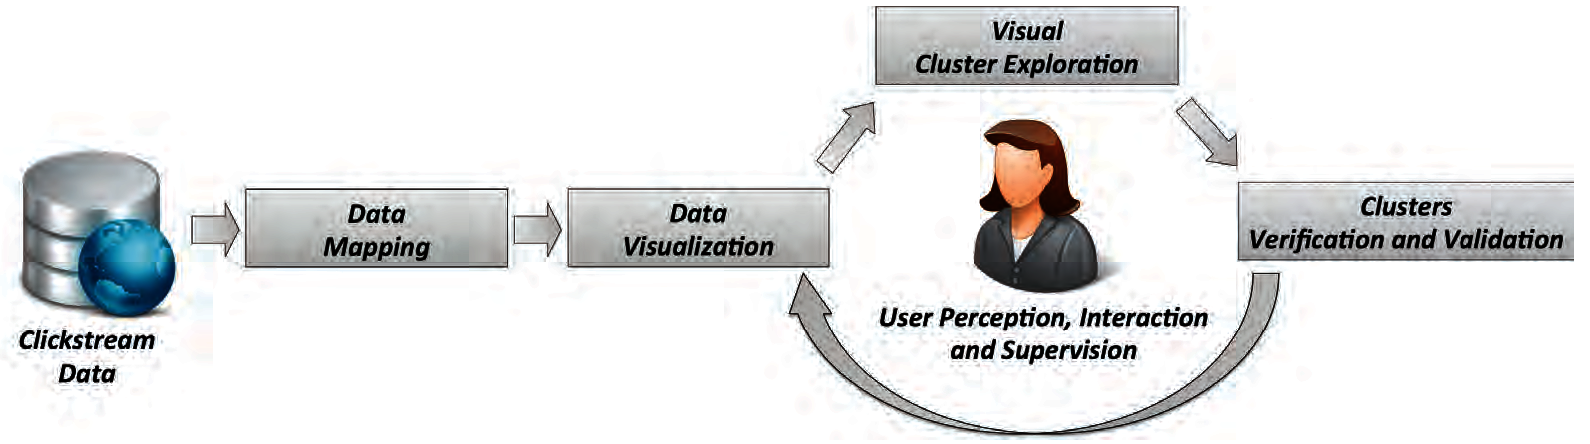 Clickstream
Data
Data
Mapping
Data
Visualization
Visual
Cluster Exploration
User Perception, Interaction
and Supervision
Clusters
Verification and Validation